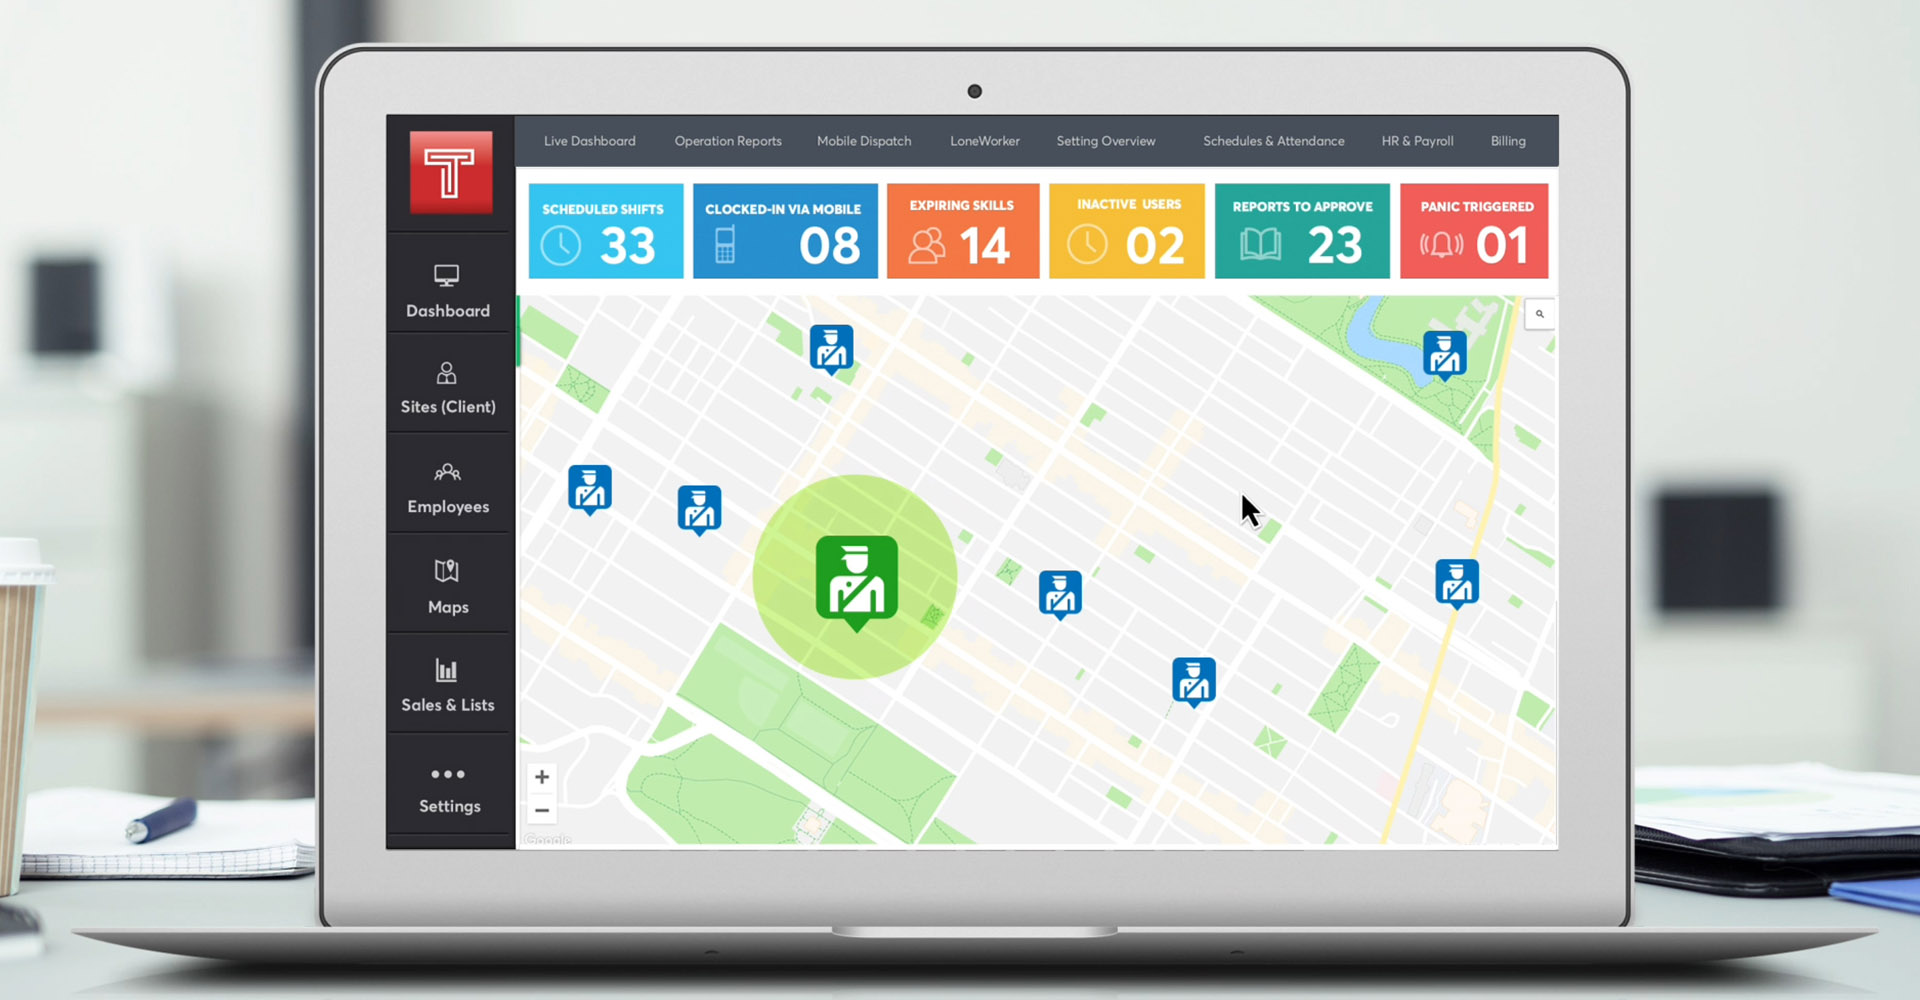 T
Live Dashboard Operation Reports Mobile Dispatch LoneWorker Setting Overview Schedules & Attendance HR & Payroll Billing
SCHEDULED SHIFTS
33
CLOCKED-IN VIA MOBILE
08
EXPIRING SKILLS
14
INACTIVE USERS
02
REPORTS TO APPROVE
23
PANIC TRIGGERED
01
Dashboard
Sites (Client)
Employees
Maps
Sales & Lists
Settings
+
−
Google